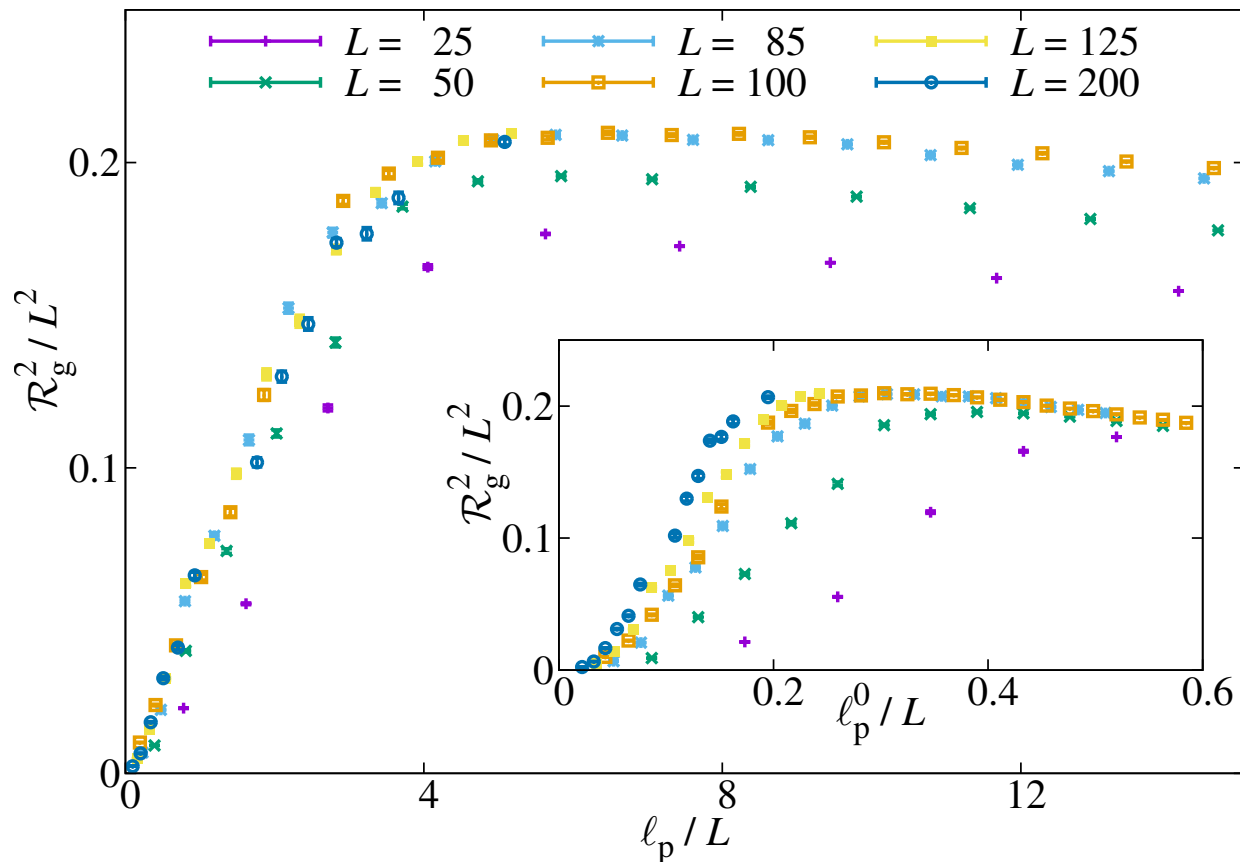 L = 25 L = 85 L = 125
L = 50 L = 100 L = 200
0.2
0.1
0
ℛ_g^2 / L^2
0 4 8 12
ℓ_p / L
0.2
0.1
0
ℛ_g^2 / L^2
0 0.2 0.4 0.6
ℓ_p^0 / L